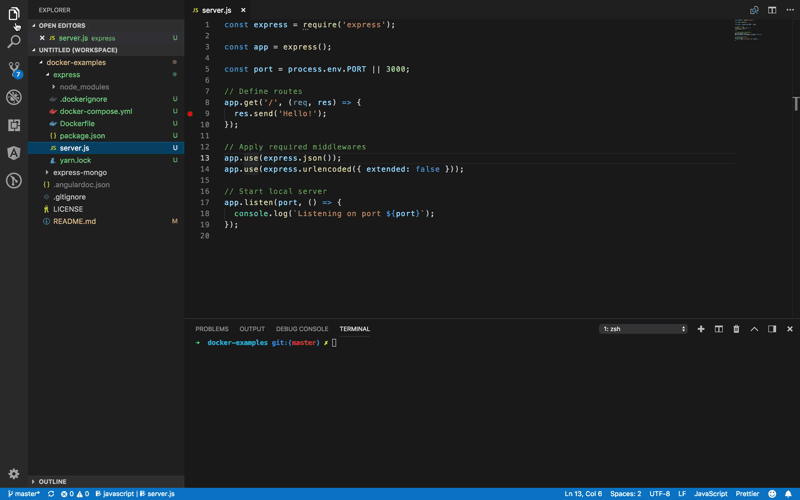 EXPLORER
OPEN EDITORS
JS server.js express U
UNTITLED (WORKSPACE)
docker-examples
express
node_modules
.dockerignore U
docker-compose.yml U
Dockerfile U
{} package.json U
JS server.js U
yarn.lock U
express-mongo
{} .angulardoc.json
.gitignore
LICENSE
README.md M
OUTLINE
7
JS server.js
1 const express = require('express');
2
3 const app = express();
4
5 const port = process.env.PORT || 3000;
6
7 // Define routes
8 app.get('/', (req, res) => {
9 res.send('Hello!');
10 });
11
12 // Apply required middlewares
13 app.use(express.json());
14 app.use(express.urlencoded({ extended: false }));
15
16 // Start local server
17 app.listen(port, () => {
18 console.log(`Listening on port ${port}`);
19 });
20
PROBLEMS OUTPUT DEBUG CONSOLE TERMINAL 1: zsh
→ docker-examples git:(master) ✗
master* 0 0 javascript | server.js Ln 13, Col 6 Spaces: 2 UTF-8 LF JavaScript Prettier